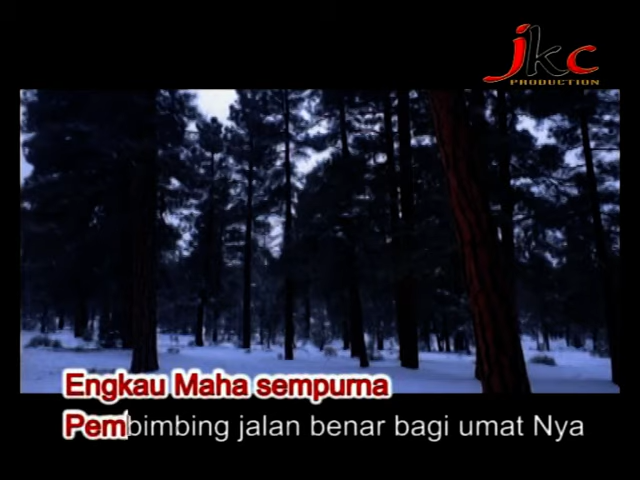 jkc
PRODUCTION
Engkau Maha sempurna
Pembimbing jalan benar bagi umat Nya